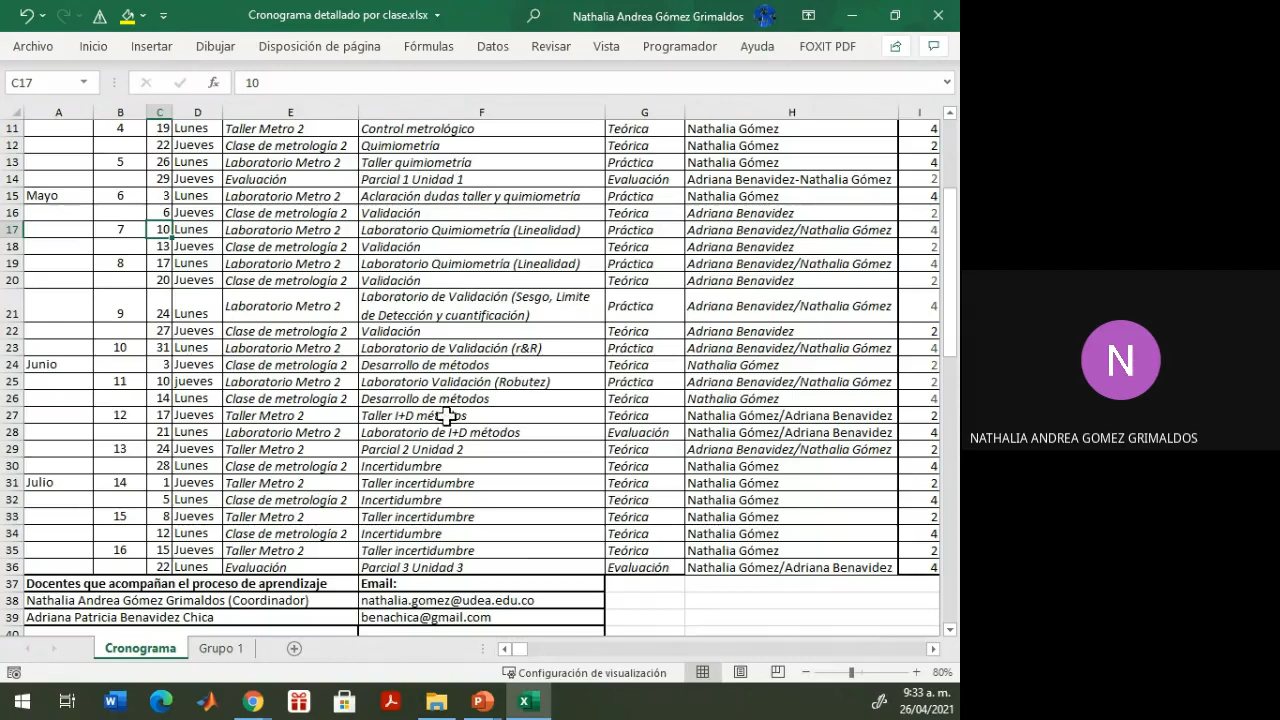 Cronograma detallado por clase.xlsx Nathalia Andrea Gómez Grimaldos
Archivo Inicio Insertar Dibujar Disposición de página Fórmulas Datos Revisar Vista Programador Ayuda FOXIT PDF
C17 fx 10
A B C D E F G H I
11 4 19 Lunes Taller Metro 2 Control metrológico Teórica Nathalia Gómez 4
12 22 Jueves Clase de metrología 2 Quimiometría Teórica Nathalia Gómez 2
13 5 26 Lunes Laboratorio Metro 2 Taller quimiometría Práctica Nathalia Gómez 4
14 29 Jueves Evaluación Parcial 1 Unidad 1 Evaluación Adriana Benavidez-Nathalia Gómez 2
15 Mayo 6 3 Lunes Laboratorio Metro 2 Aclaración dudas taller y quimiometría Práctica Nathalia Gómez 4
16 6 Jueves Clase de metrología 2 Validación Teórica Adriana Benavidez 2
17 7 10 Lunes Laboratorio Metro 2 Laboratorio Quimiometría (Linealidad) Práctica Adriana Benavidez/Nathalia Gómez 4
18 13 Jueves Clase de metrología 2 Validación Teórica Adriana Benavidez 2
19 8 17 Lunes Laboratorio Metro 2 Laboratorio Quimiometría (Linealidad) Práctica Adriana Benavidez/Nathalia Gómez 4
20 20 Jueves Clase de metrología 2 Validación Teórica Adriana Benavidez 2
21 9 24 Lunes Laboratorio Metro 2 Laboratorio de Validación (Sesgo, Limite
de Detección y cuantificación) Práctica Adriana Benavidez/Nathalia Gómez 4
22 27 Jueves Clase de metrología 2 Validación Teórica Adriana Benavidez 2
23 10 31 Lunes Laboratorio Metro 2 Laboratorio de Validación (r&R) Práctica Adriana Benavidez/Nathalia Gómez 4
24 Junio 3 Jueves Clase de metrología 2 Desarrollo de métodos Teórica Nathalia Gómez 2
25 11 10 jueves Laboratorio Metro 2 Laboratorio Validación (Robutez) Práctica Adriana Benavidez/Nathalia Gómez 2
26 14 Lunes Clase de metrología 2 Desarrollo de métodos Teórica Nathalia Gómez 4
27 12 17 Jueves Taller Metro 2 Taller I+D métodos Teórica Nathalia Gómez/Adriana Benavidez 2
28 21 Lunes Laboratorio Metro 2 Laboratorio de I+D métodos Evaluación Nathalia Gómez/Adriana Benavidez 4
29 13 24 Jueves Taller Metro 2 Parcial 2 Unidad 2 Teórica Adriana Benavidez/Nathalia Gómez 2
30 28 Lunes Clase de metrología 2 Incertidumbre Teórica Nathalia Gómez 4
31 Julio 14 1 Jueves Taller Metro 2 Taller incertidumbre Teórica Nathalia Gómez 2
32 5 Lunes Clase de metrología 2 Incertidumbre Teórica Nathalia Gómez 4
33 15 8 Jueves Taller Metro 2 Taller incertidumbre Teórica Nathalia Gómez 2
34 12 Lunes Clase de metrología 2 Incertidumbre Teórica Nathalia Gómez 4
35 16 15 Jueves Taller Metro 2 Taller incertidumbre Teórica Nathalia Gómez 2
36 22 Lunes Evaluación Parcial 3 Unidad 3 Evaluación Nathalia Gómez/Adriana Benavidez 4
37 Docentes que acompañan el proceso de aprendizaje Email:
38 Nathalia Andrea Gómez Grimaldos (Coordinador) nathalia.gomez@udea.edu.co
39 Adriana Patricia Benavidez Chica benachica@gmail.com
40
Cronograma Grupo 1
Configuración de visualización 80%
9:33 a. m.
26/04/2021
N
NATHALIA ANDREA GOMEZ GRIMALDOS